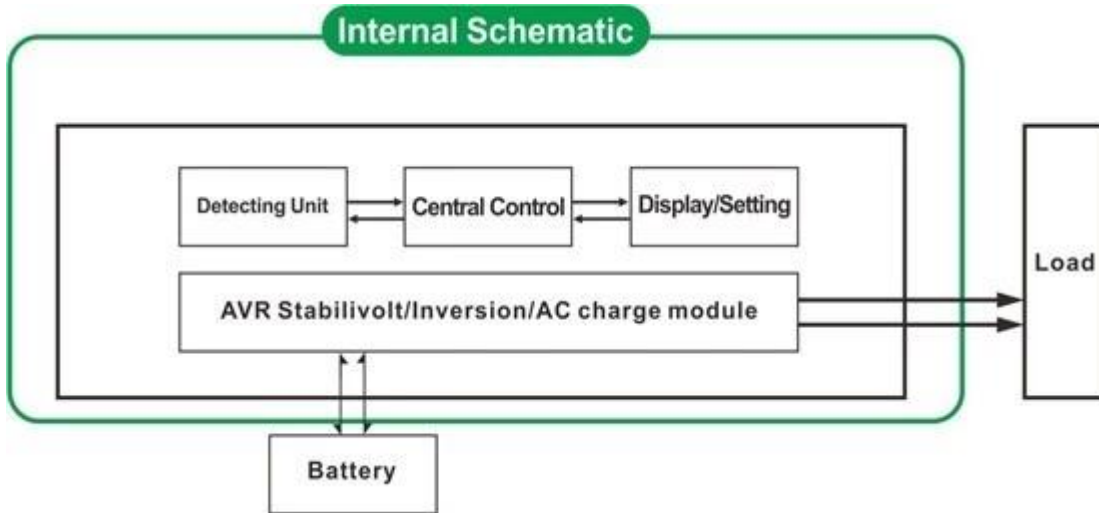 Internal Schematic
Detecting Unit
Central Control
Display/Setting
AVR Stabilivolt/Inversion/AC charge module
Load
Battery